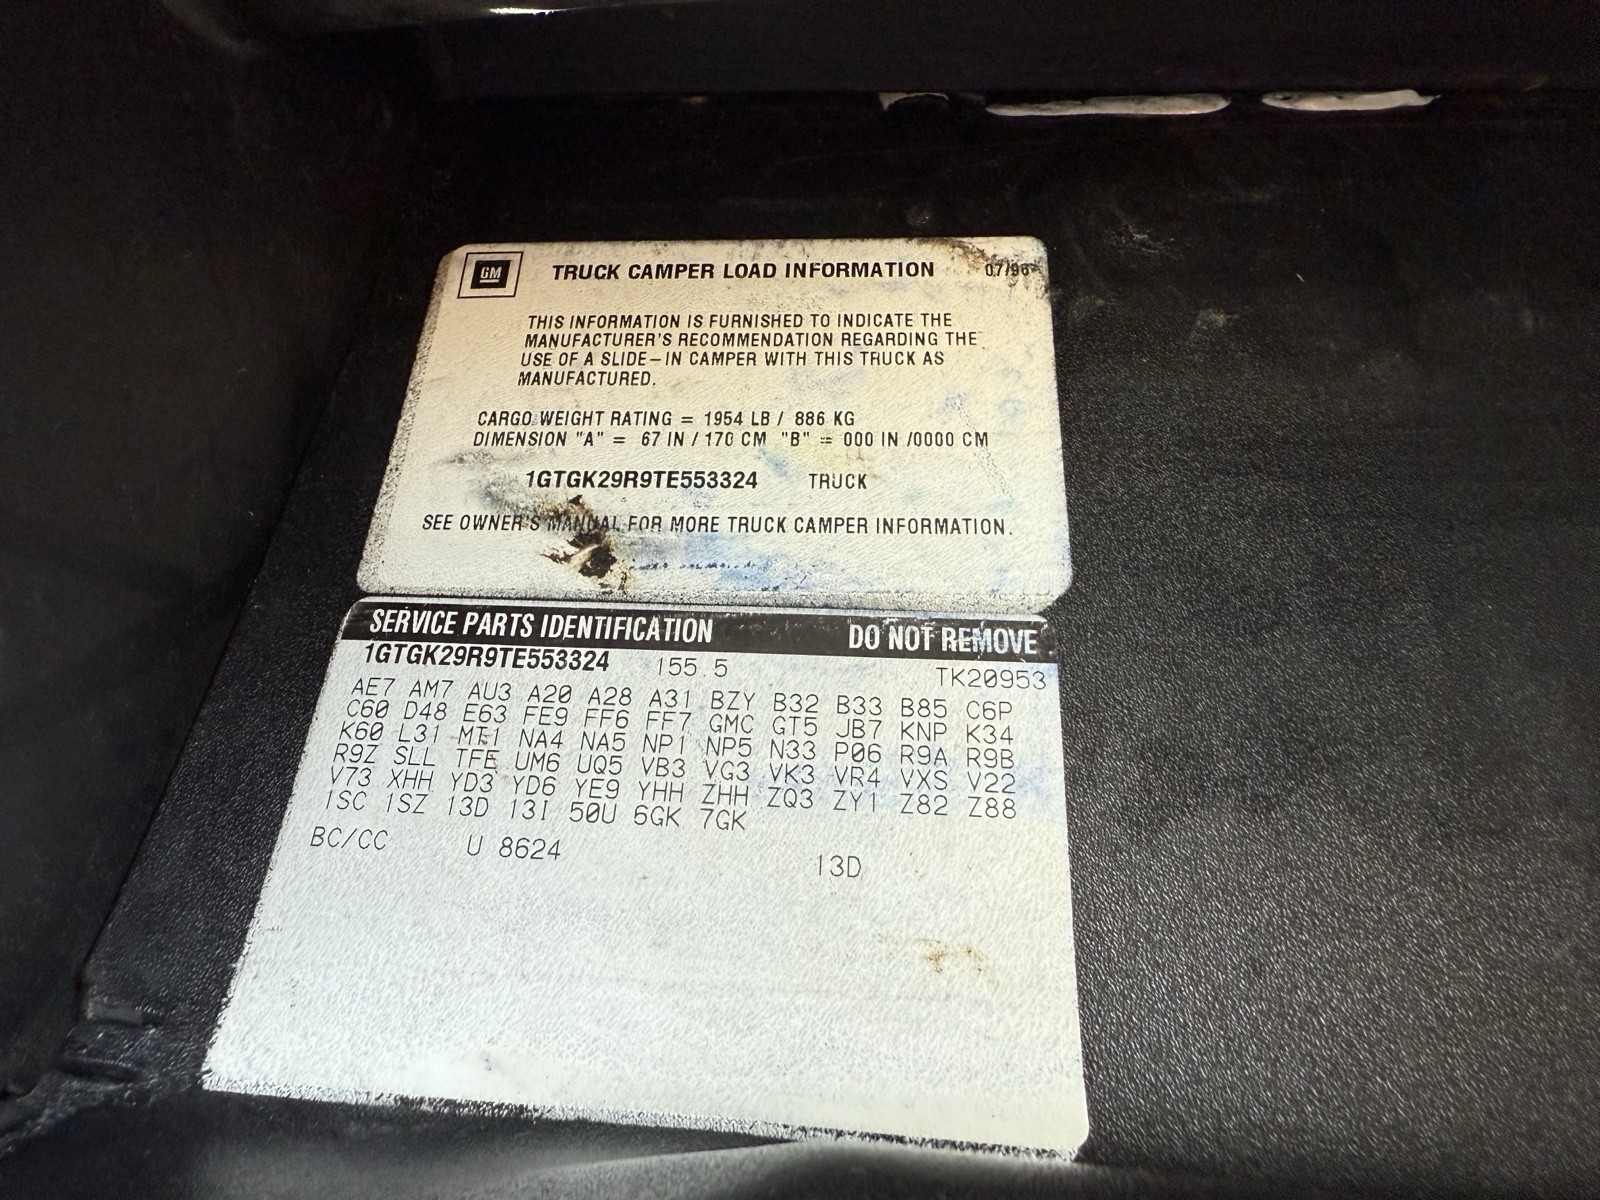 GM TRUCK CAMPER LOAD INFORMATION 07/96
THIS INFORMATION IS FURNISHED TO INDICATE THE
MANUFACTURER'S RECOMMENDATION REGARDING THE
USE OF A SLIDE-IN CAMPER WITH THIS TRUCK AS
MANUFACTURED.
CARGO WEIGHT RATING = 1954 LB / 886 KG
DIMENSION "A" = 67 IN / 170 CM "B" = 000 IN /0000 CM
1GTGK29R9TE553324 TRUCK
SEE OWNER'S MANUAL FOR MORE TRUCK CAMPER INFORMATION.
SERVICE PARTS IDENTIFICATION DO NOT REMOVE
1GTGK29R9TE553324 155.5 TK20953
AE7 AM7 AU3 A20 A28 A31 BZY B32 B33 B85 C6P
C60 D48 E63 FE9 FF6 FF7 GMC GT5 JB7 KNP K34
K60 L31 MT1 NA4 NA5 NP1 NP5 N33 P06 R9A R9B
R9Z SLL TFE UM6 UQ5 VB3 VG3 VK3 VR4 VXS V22
V73 XHH YD3 YD6 YE9 YHH ZHH ZQ3 ZY1 Z82 Z88
1SC 1SZ 13D 13I 50U 6GK 7GK
BC/CC U 8624 13D